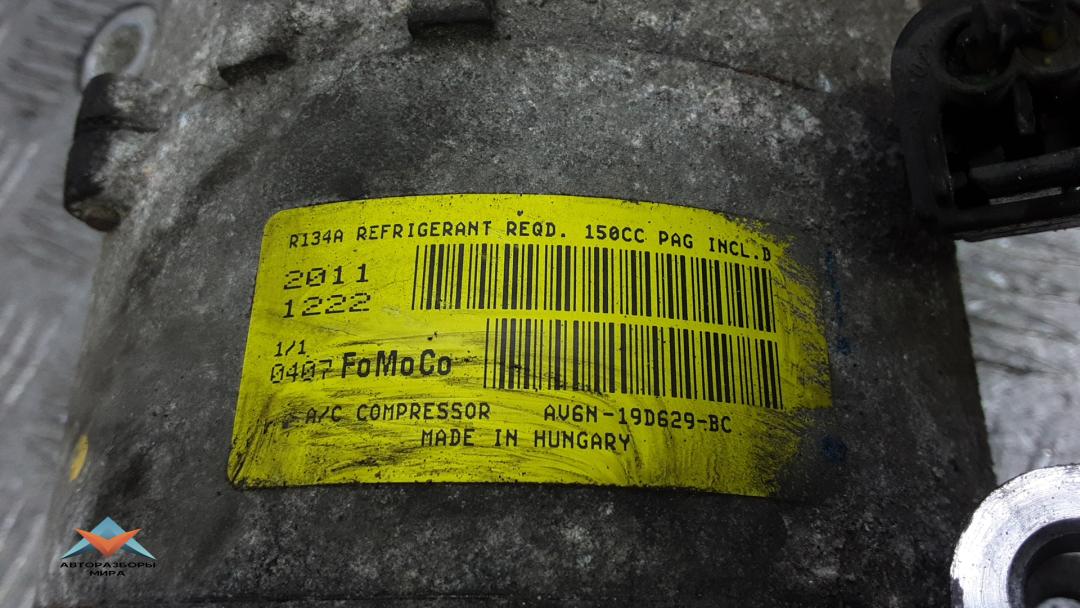 R134A REFRIGERANT REQD. 150CC PAG INCL.D
2011
1222
1/1
0407 FoMoCo
A/C COMPRESSOR AV6N-19D629-BC
MADE IN HUNGARY
АВТОРАЗБОРЫ
МИРА